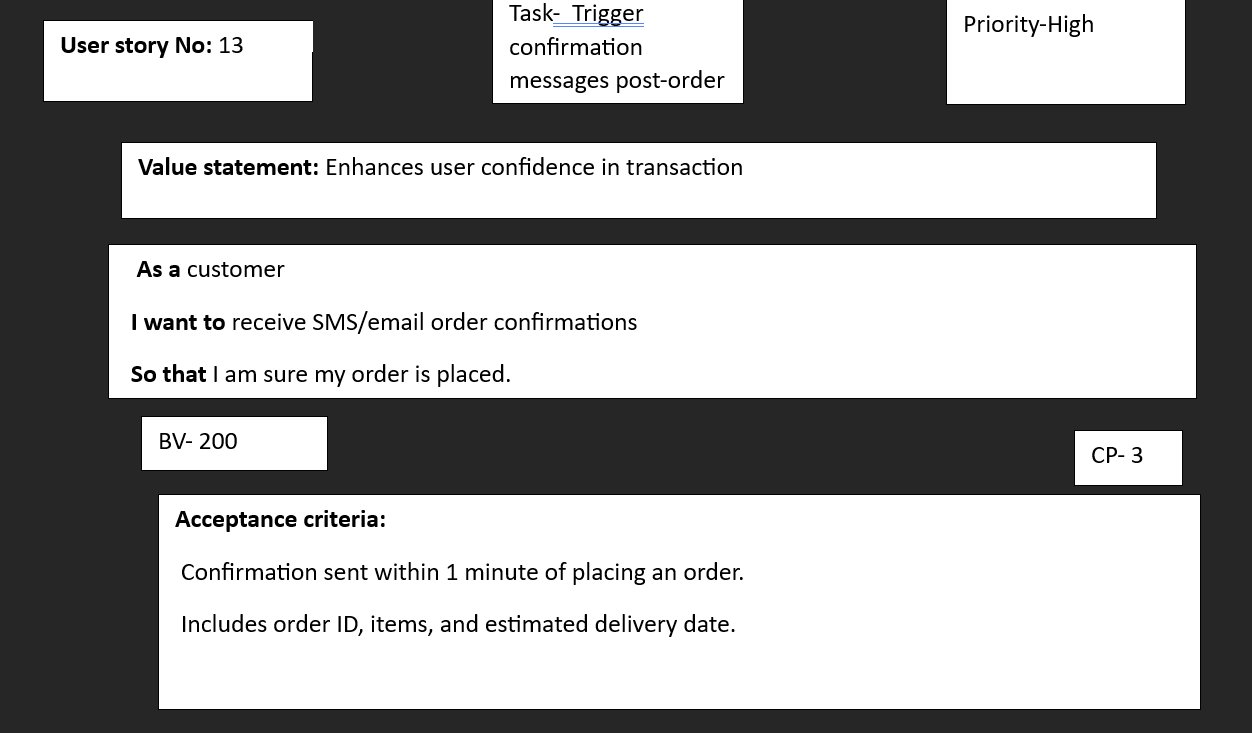 User story No: 13
Task- Trigger
confirmation
messages post-order
Priority-High
Value statement: Enhances user confidence in transaction
As a customer
I want to receive SMS/email order confirmations
So that I am sure my order is placed.
BV- 200
CP- 3
Acceptance criteria:
Confirmation sent within 1 minute of placing an order.
Includes order ID, items, and estimated delivery date.